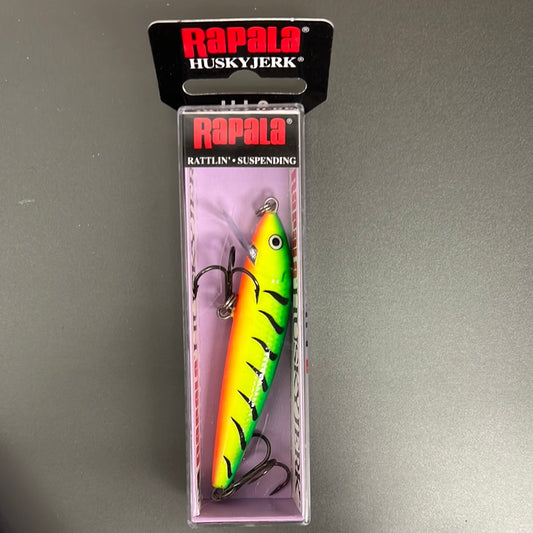 Rapala
HUSKYJERK®
Rapala®
RATTLIN' • SUSPENDING